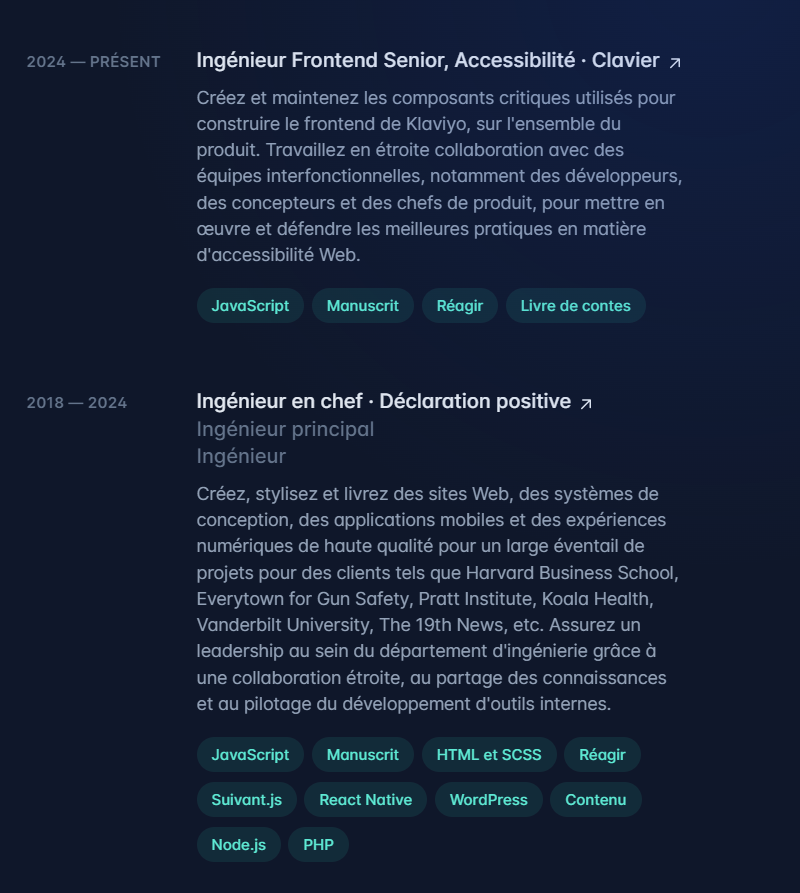 2024 — PRÉSENT
Ingénieur Frontend Senior, Accessibilité · Clavier ↗
Créez et maintenez les composants critiques utilisés pour
construire le frontend de Klaviyo, sur l'ensemble du
produit. Travaillez en étroite collaboration avec des
équipes interfonctionnelles, notamment des développeurs,
des concepteurs et des chefs de produit, pour mettre en
œuvre et défendre les meilleures pratiques en matière
d'accessibilité Web.
JavaScript Manuscrit Réagir Livre de contes
2018 — 2024
Ingénieur en chef · Déclaration positive ↗
Ingénieur principal
Ingénieur
Créez, stylisez et livrez des sites Web, des systèmes de
conception, des applications mobiles et des expériences
numériques de haute qualité pour un large éventail de
projets pour des clients tels que Harvard Business School,
Everytown for Gun Safety, Pratt Institute, Koala Health,
Vanderbilt University, The 19th News, etc. Assurez un
leadership au sein du département d'ingénierie grâce à
une collaboration étroite, au partage des connaissances
et au pilotage du développement d'outils internes.
JavaScript Manuscrit HTML et SCSS Réagir
Suivant.js React Native WordPress Contenu
Node.js PHP